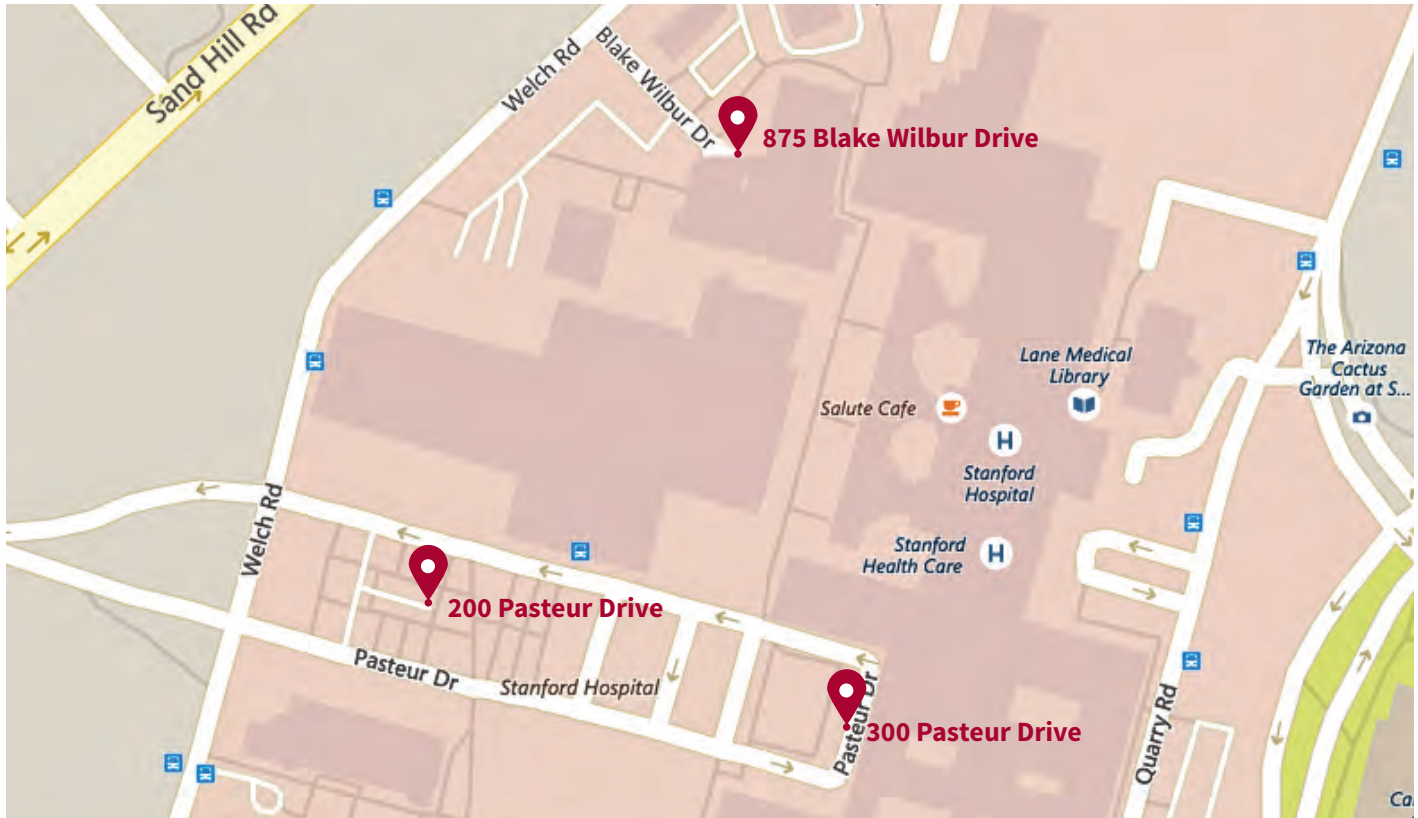 Sand Hill Rd
Welch Rd
Blake Wilbur Dr
875 Blake Wilbur Drive
The Arizona
Cactus
Garden at S...
Lane Medical
Library
Salute Cafe
H
Stanford
Hospital
Stanford
Health Care
H
Welch Rd
200 Pasteur Drive
Pasteur Dr
Stanford Hospital
Pasteur Dr
300 Pasteur Drive
Quarry Rd
Ca